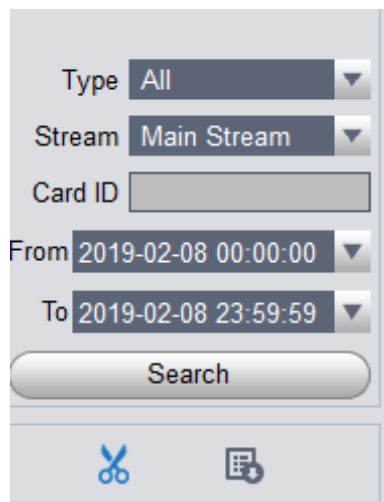 Type All
Stream Main Stream
Card ID
From 2019-02-08 00:00:00
To 2019-02-08 23:59:59
Search